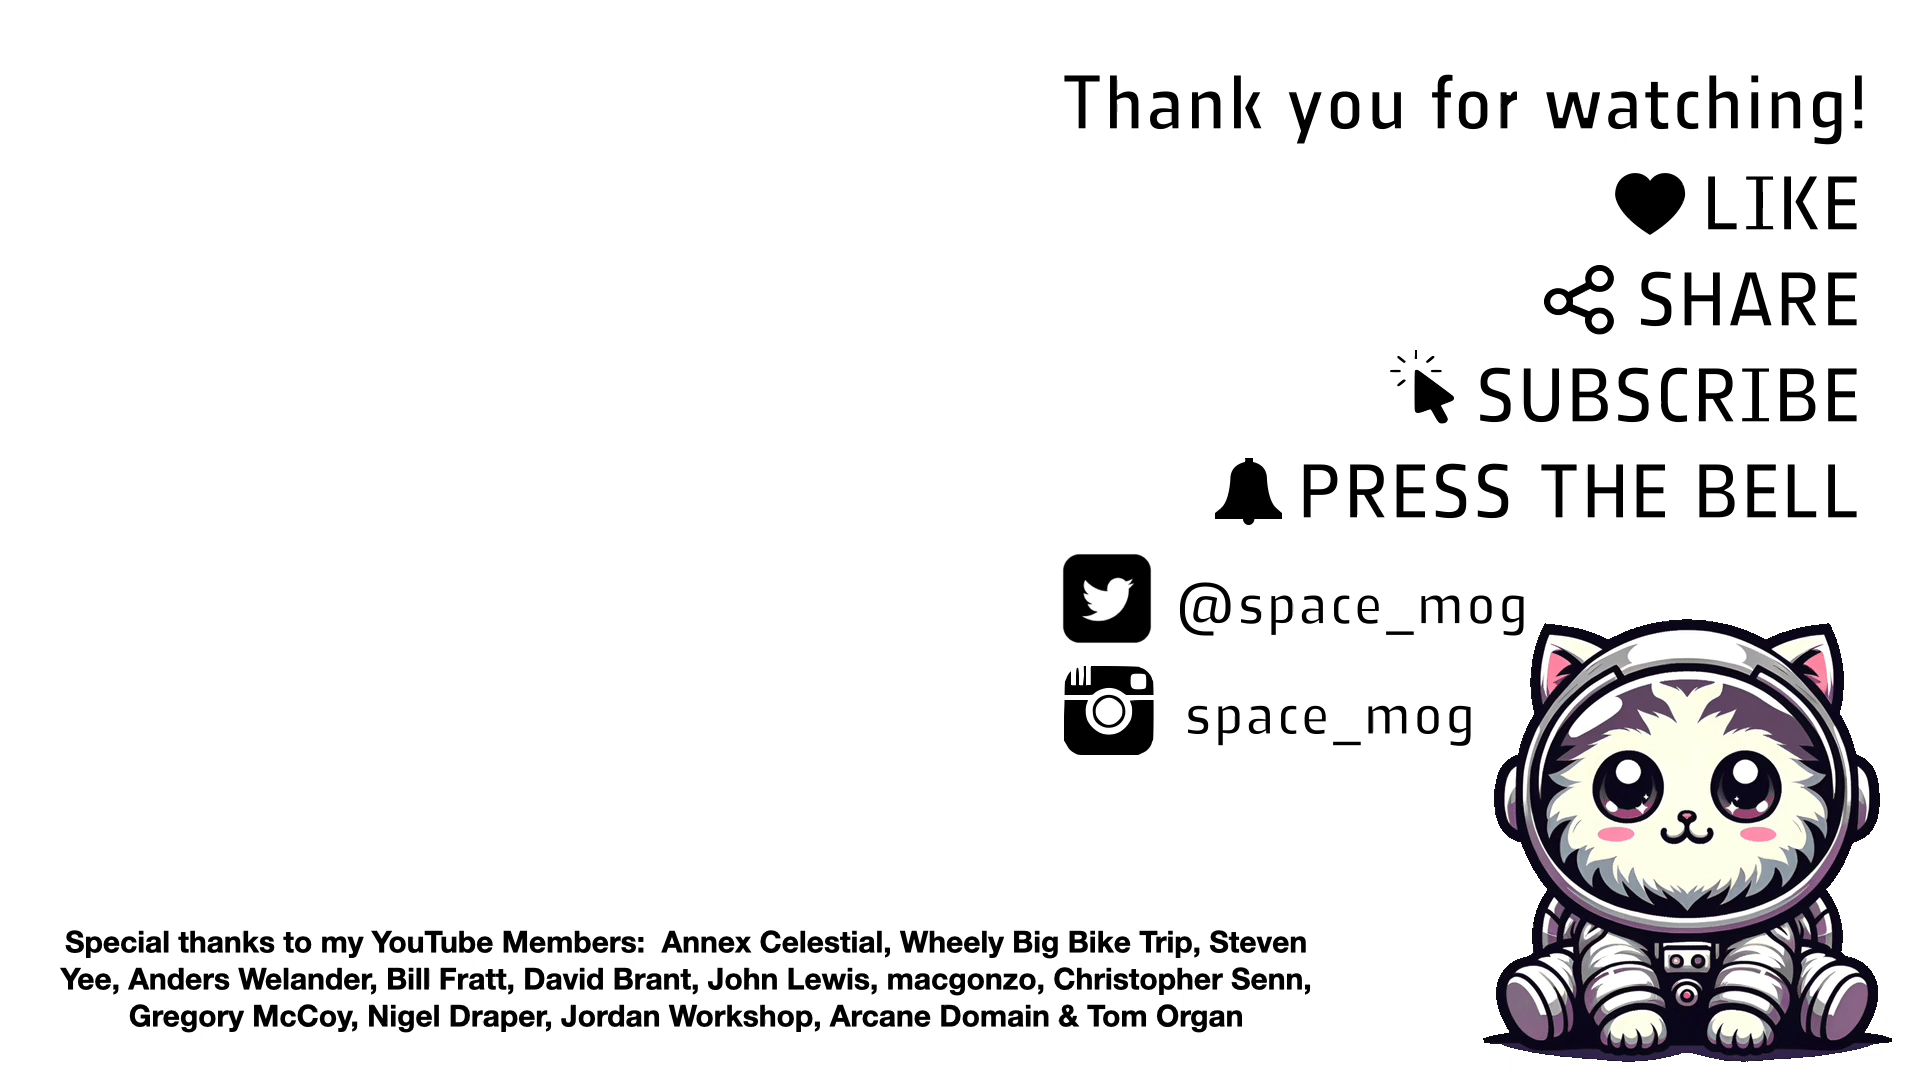 Thank you for watching!
LIKE
SHARE
SUBSCRIBE
PRESS THE BELL
@space_mog
space_mog
Special thanks to my YouTube Members:  Annex Celestial, Wheely Big Bike Trip, Steven
Yee, Anders Welander, Bill Fratt, David Brant, John Lewis, macgonzo, Christopher Senn,
Gregory McCoy, Nigel Draper, Jordan Workshop, Arcane Domain & Tom Organ